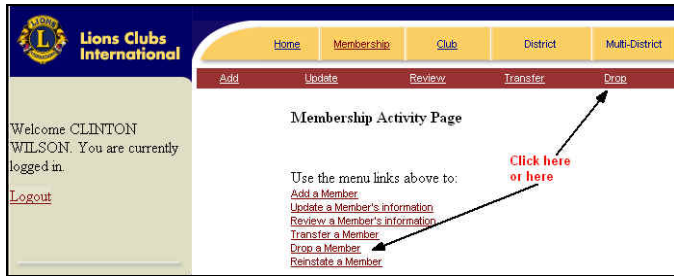 Lions Clubs
International
Home Membership Club District Multi-District
Add Update Review Transfer Drop
Welcome CLINTON
WILSON. You are currently
logged in.
Logout
Membership Activity Page
Click here
or here
Use the menu links above to:
Add a Member
Update a Member's information
Review a Member's information
Transfer a Member
Drop a Member
Reinstate a Member